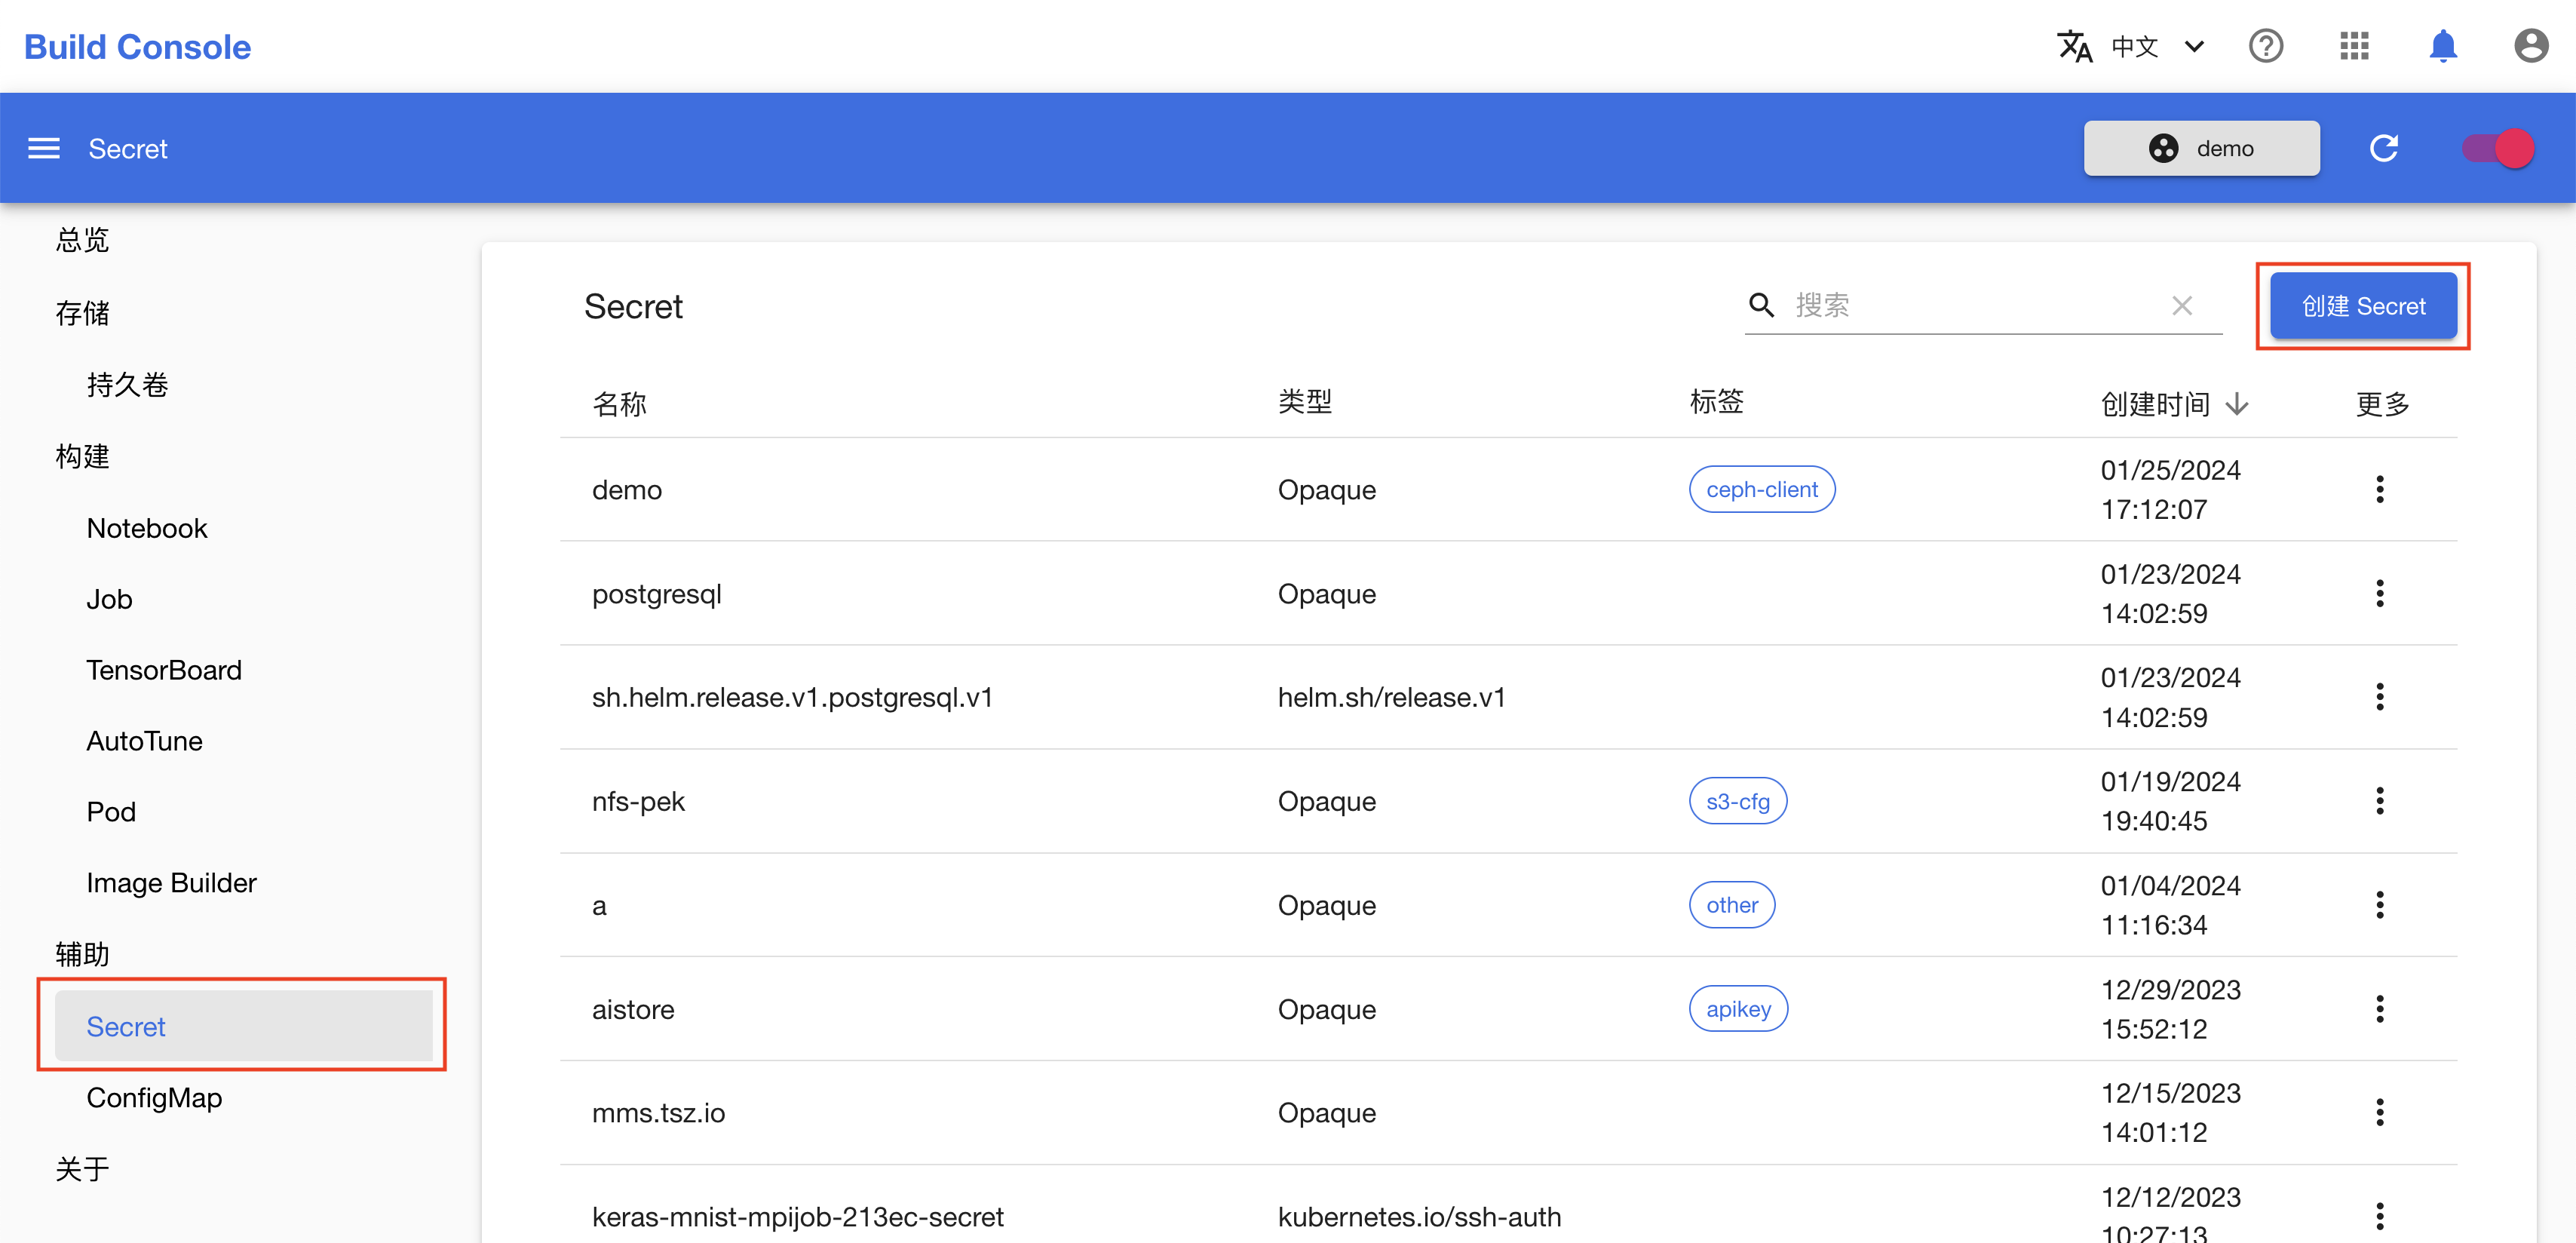 Build Console
中文
Secret
demo
总览
存储
持久卷
构建
Notebook
Job
TensorBoard
AutoTune
Pod
Image Builder
辅助
Secret
ConfigMap
关于
Secret
搜索
创建 Secret
名称 类型 标签 创建时间 更多
demo Opaque ceph-client 01/25/2024
17:12:07
postgresql Opaque 01/23/2024
14:02:59
sh.helm.release.v1.postgresql.v1 helm.sh/release.v1 01/23/2024
14:02:59
nfs-pek Opaque s3-cfg 01/19/2024
19:40:45
a Opaque other 01/04/2024
11:16:34
aistore Opaque apikey 12/29/2023
15:52:12
mms.tsz.io Opaque 12/15/2023
14:01:12
keras-mnist-mpijob-213ec-secret kubernetes.io/ssh-auth 12/12/2023
10:27:13